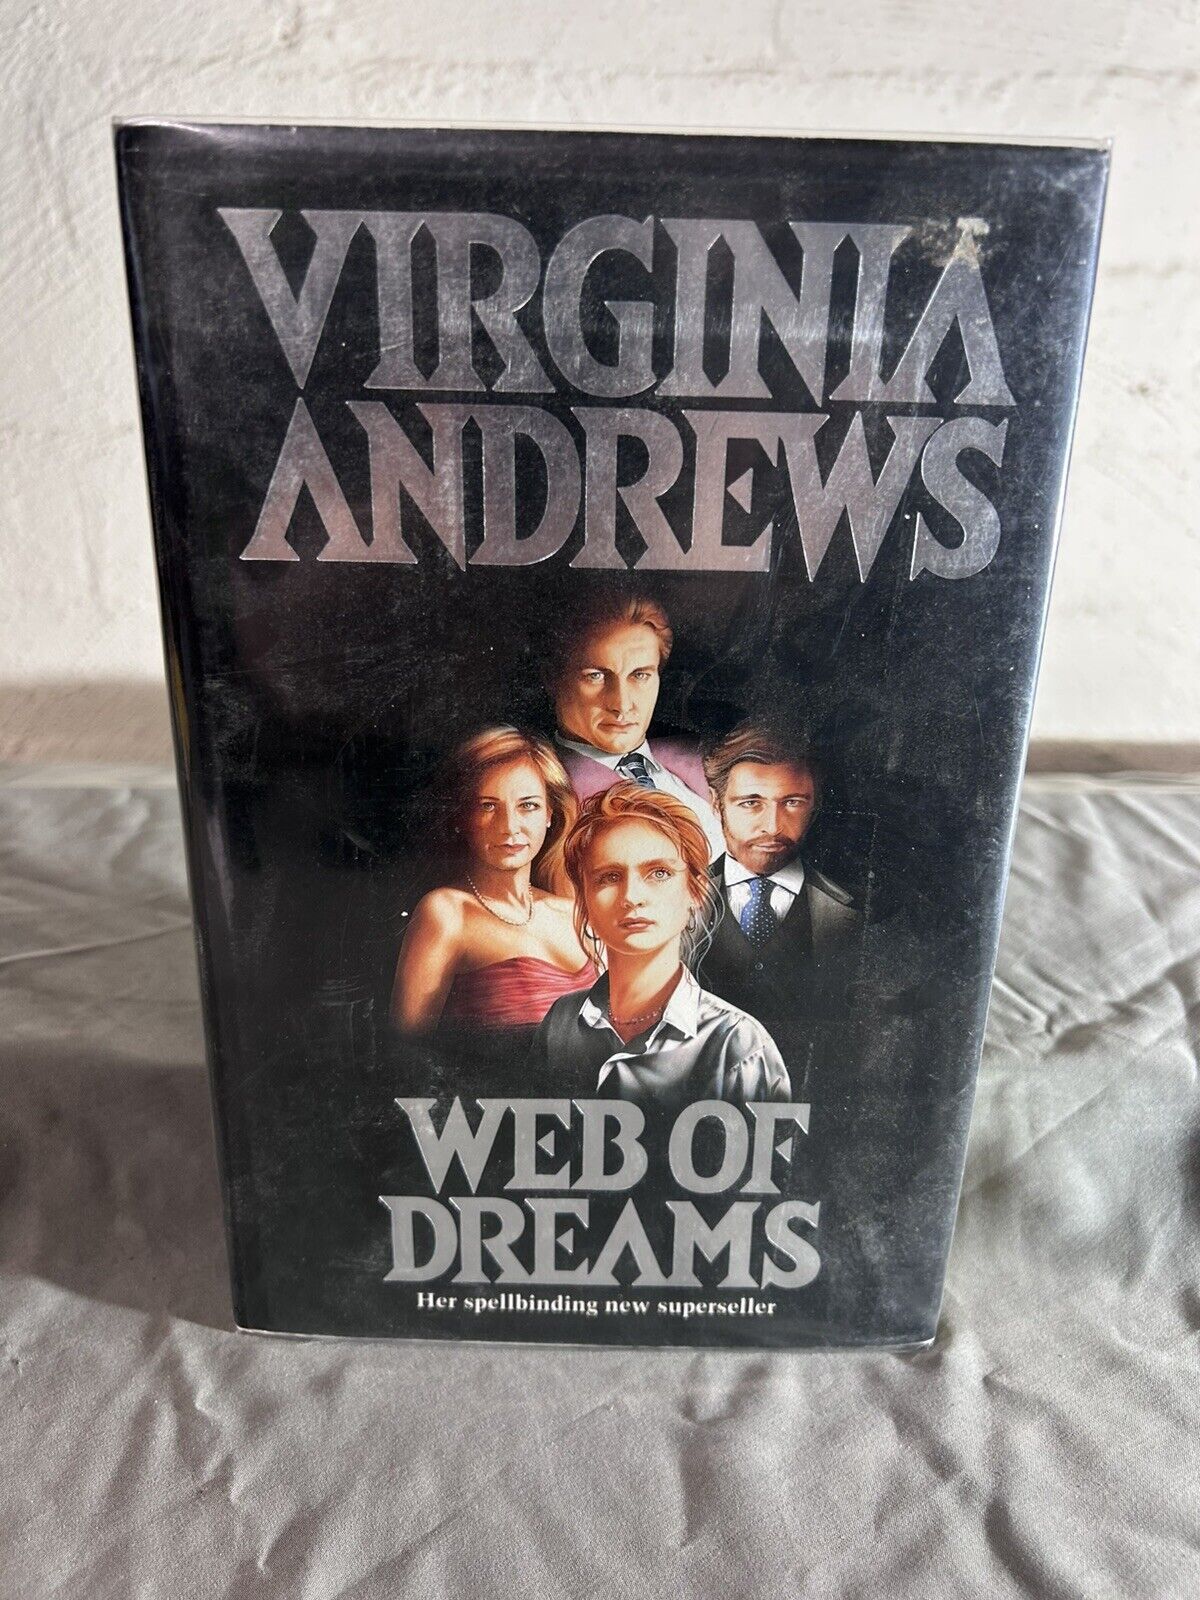 VIRGINIA
ANDREWS
WEB OF
DREAMS
Her spellbinding new superseller